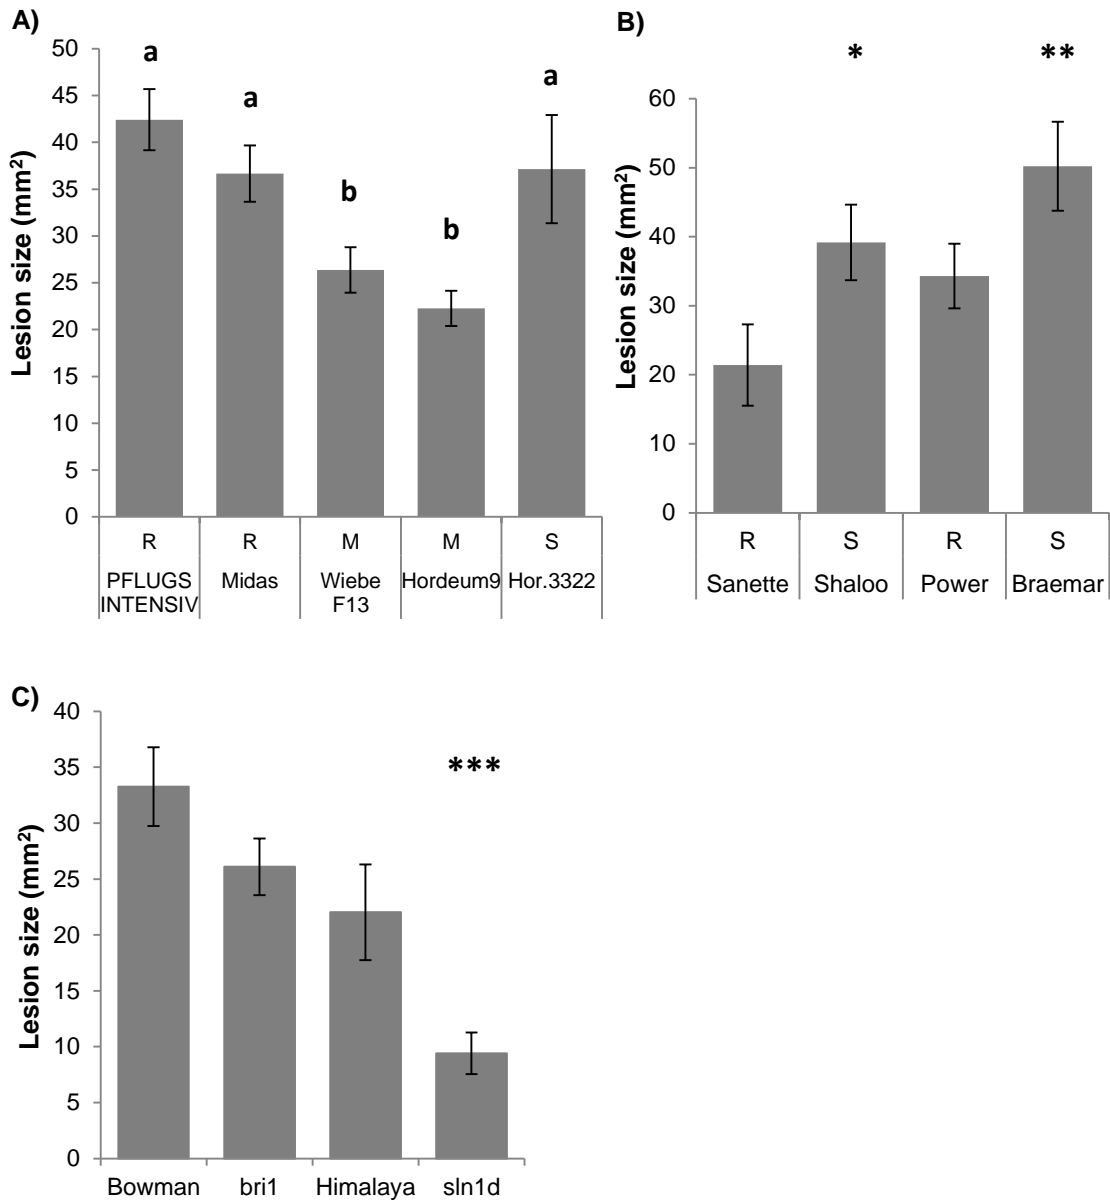 A)
Lesion size (mm²)
50
45
40
35
30
25
20
15
10
5
0
a
a
b
b
a
R
R
M
M
S
PFLUGS INTENSIV
Midas
Wiebe F13
Hordeum9
Hor.3322
B)
Lesion size (mm²)
60
50
40
30
20
10
0
*
**
R
S
R
S
Sanette
Shaloo
Power
Braemar
C)
Lesion size (mm²)
40
35
30
25
20
15
10
5
0
***
Bowman
bri1
Himalaya
sln1d